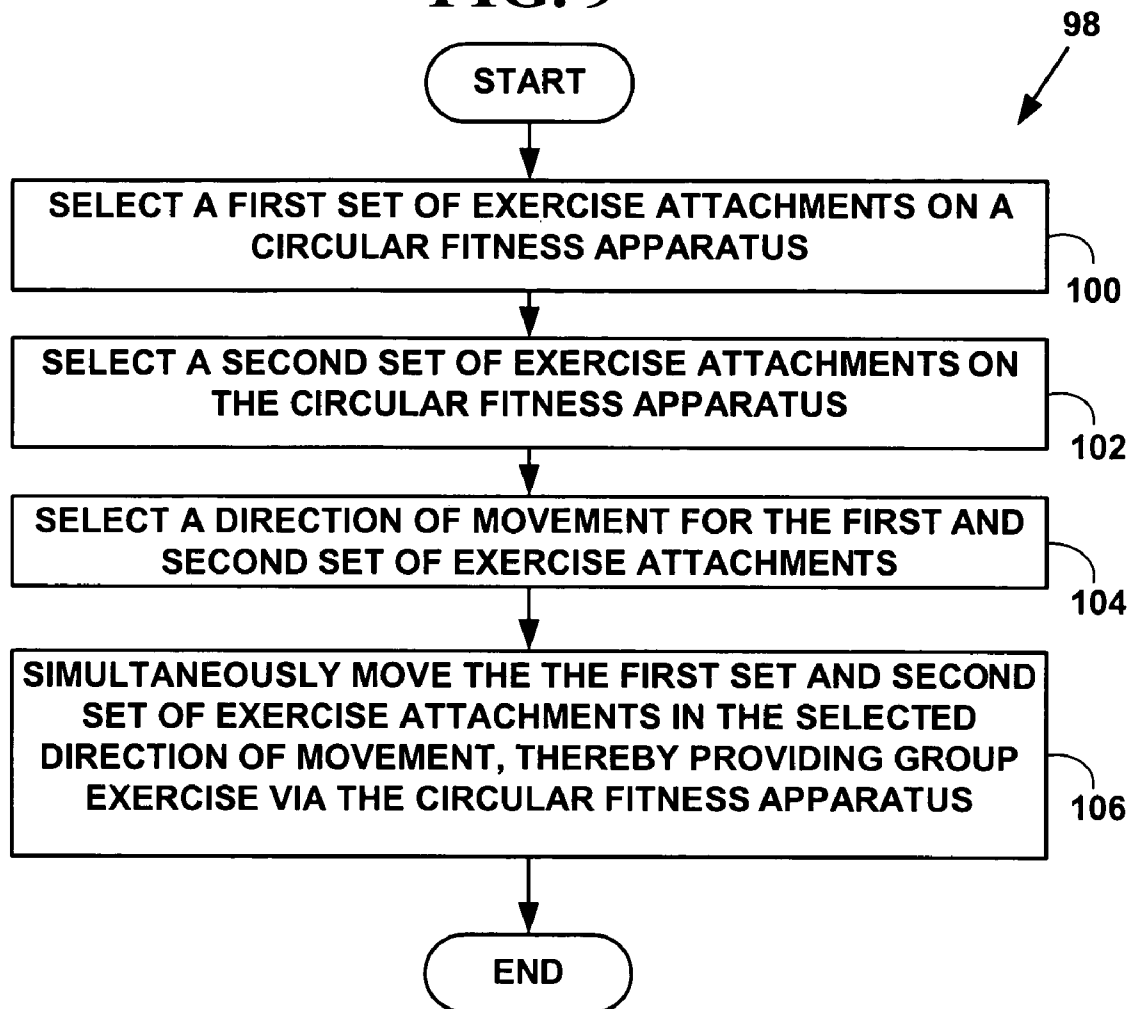 FIG. 9
98
START
SELECT A FIRST SET OF EXERCISE ATTACHMENTS ON A
CIRCULAR FITNESS APPARATUS
100
SELECT A SECOND SET OF EXERCISE ATTACHMENTS ON
THE CIRCULAR FITNESS APPARATUS
102
SELECT A DIRECTION OF MOVEMENT FOR THE FIRST AND
SECOND SET OF EXERCISE ATTACHMENTS
104
SIMULTANEOUSLY MOVE THE THE FIRST SET AND SECOND
SET OF EXERCISE ATTACHMENTS IN THE SELECTED
DIRECTION OF MOVEMENT, THEREBY PROVIDING GROUP
EXERCISE VIA THE CIRCULAR FITNESS APPARATUS
106
END